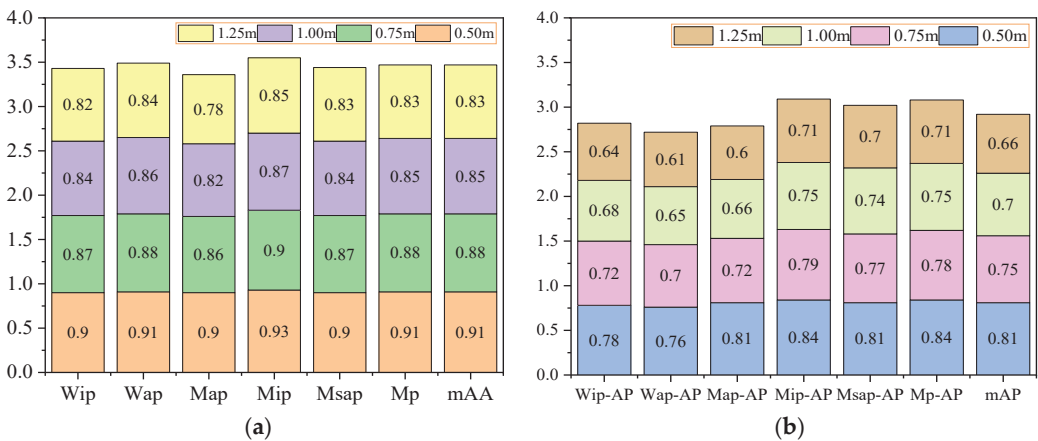 4.0
3.5
3.0
2.5
2.0
1.5
1.0
0.5
0.0
1.25m 1.00m 0.75m 0.50m
0.82 0.84 0.78 0.85 0.83 0.83 0.83
0.84 0.86 0.82 0.87 0.84 0.85 0.85
0.87 0.88 0.86 0.9 0.87 0.88 0.88
0.9 0.91 0.9 0.93 0.9 0.91 0.91
Wip Wap Map Mip Msap Mp mAA
(a)
4.0
3.5
3.0
2.5
2.0
1.5
1.0
0.5
0.0
1.25m 1.00m 0.75m 0.50m
0.64 0.61 0.6 0.71 0.7 0.71 0.66
0.68 0.65 0.66 0.75 0.74 0.75 0.7
0.72 0.7 0.72 0.79 0.77 0.78 0.75
0.78 0.76 0.81 0.84 0.81 0.84 0.81
Wip-AP Wap-AP Map-AP Mip-AP Msap-AP Mp-AP mAP
(b)